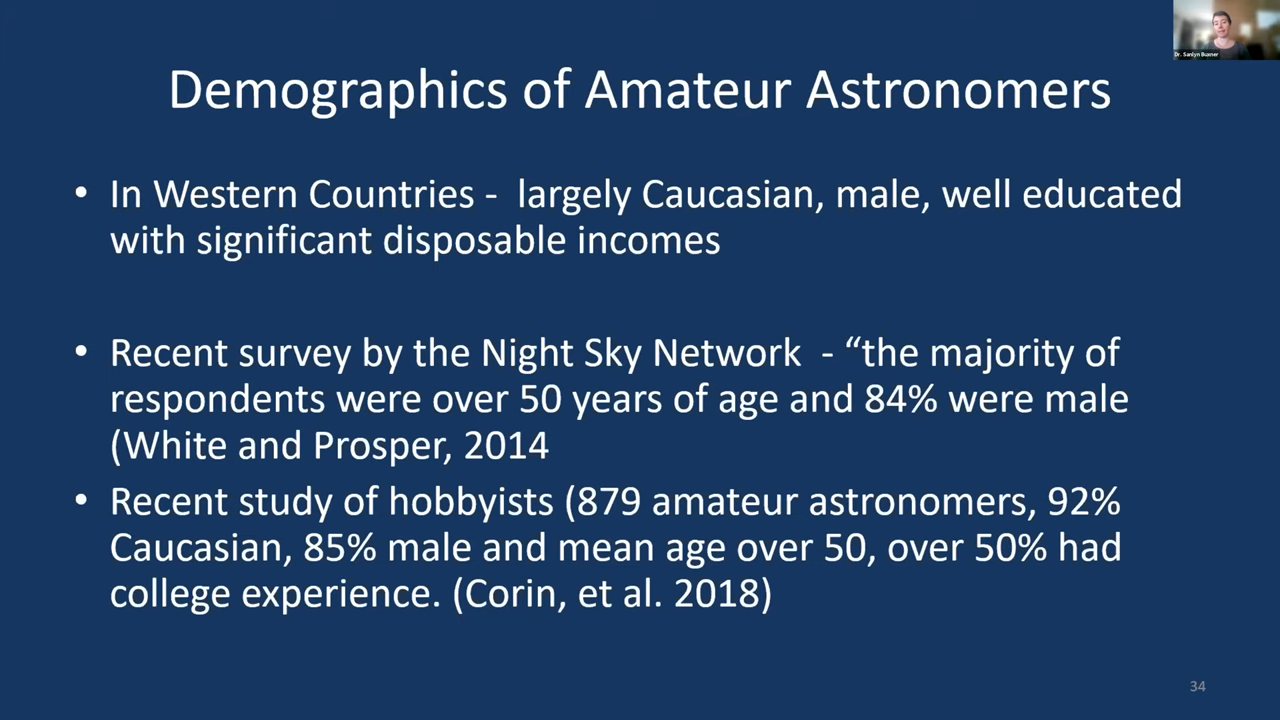 Dr. Sanlyn Buxner
Demographics of Amateur Astronomers
• In Western Countries -  largely Caucasian, male, well educated
with significant disposable incomes
• Recent survey by the Night Sky Network  - “the majority of
respondents were over 50 years of age and 84% were male
(White and Prosper, 2014
• Recent study of hobbyists (879 amateur astronomers, 92%
Caucasian, 85% male and mean age over 50, over 50% had
college experience. (Corin, et al. 2018)
34